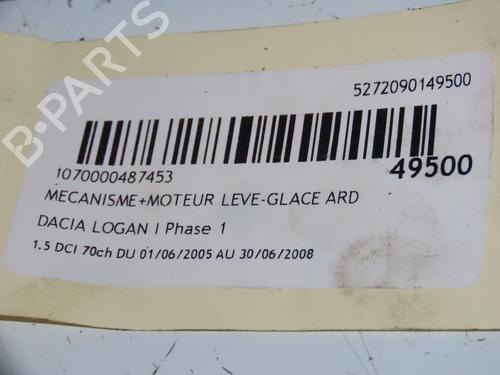 5272090149500
1070000487453
49500
MECANISME+MOTEUR LEVE-GLACE ARD
DACIA LOGAN I Phase 1
1.5 DCI 70ch DU 01/06/2005 AU 30/06/2008
B-PARTS